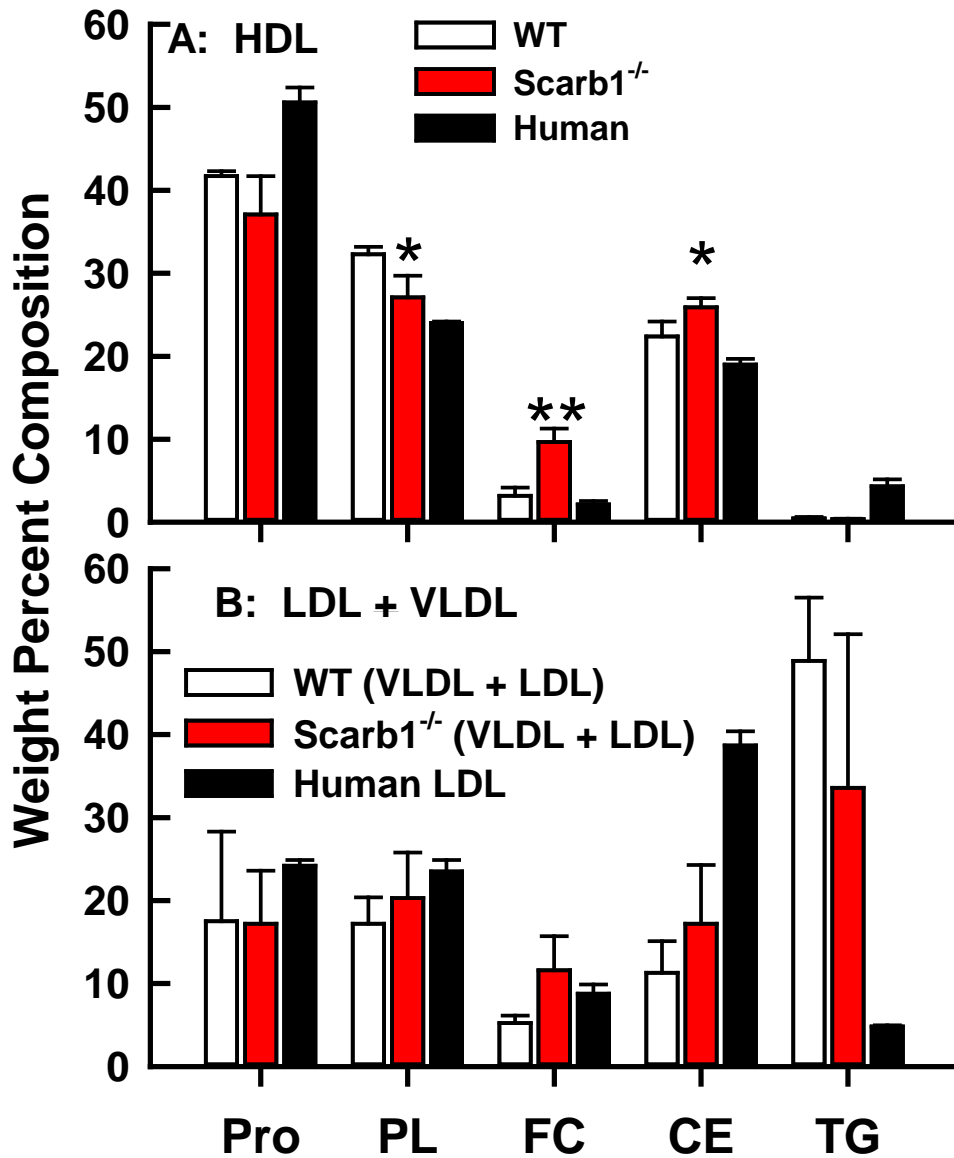 Weight Percent Composition
A: HDL
WT
Scarb1-/-
Human
60
50
40
30
20
10
0
*
**
*
B: LDL + VLDL
WT (VLDL + LDL)
Scarb1-/- (VLDL + LDL)
Human LDL
60
50
40
30
20
10
0
Pro PL FC CE TG